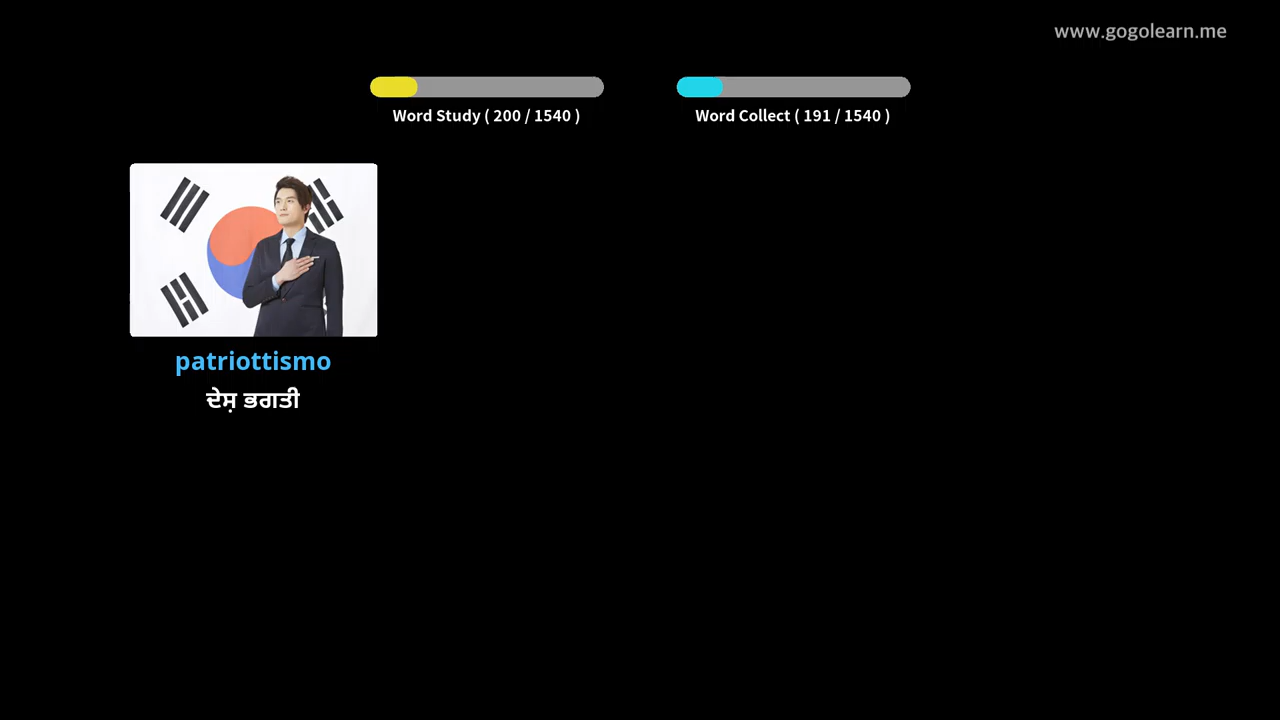 www.gogolearn.me
Word Study ( 200 / 1540 )
Word Collect ( 191 / 1540 )
patriottismo
ਦੇਸ਼ ਭਗਤੀ